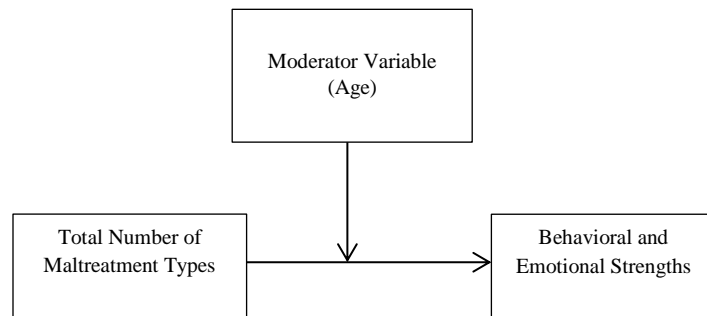 Moderator Variable
(Age)
Total Number of
Maltreatment Types
Behavioral and
Emotional Strengths